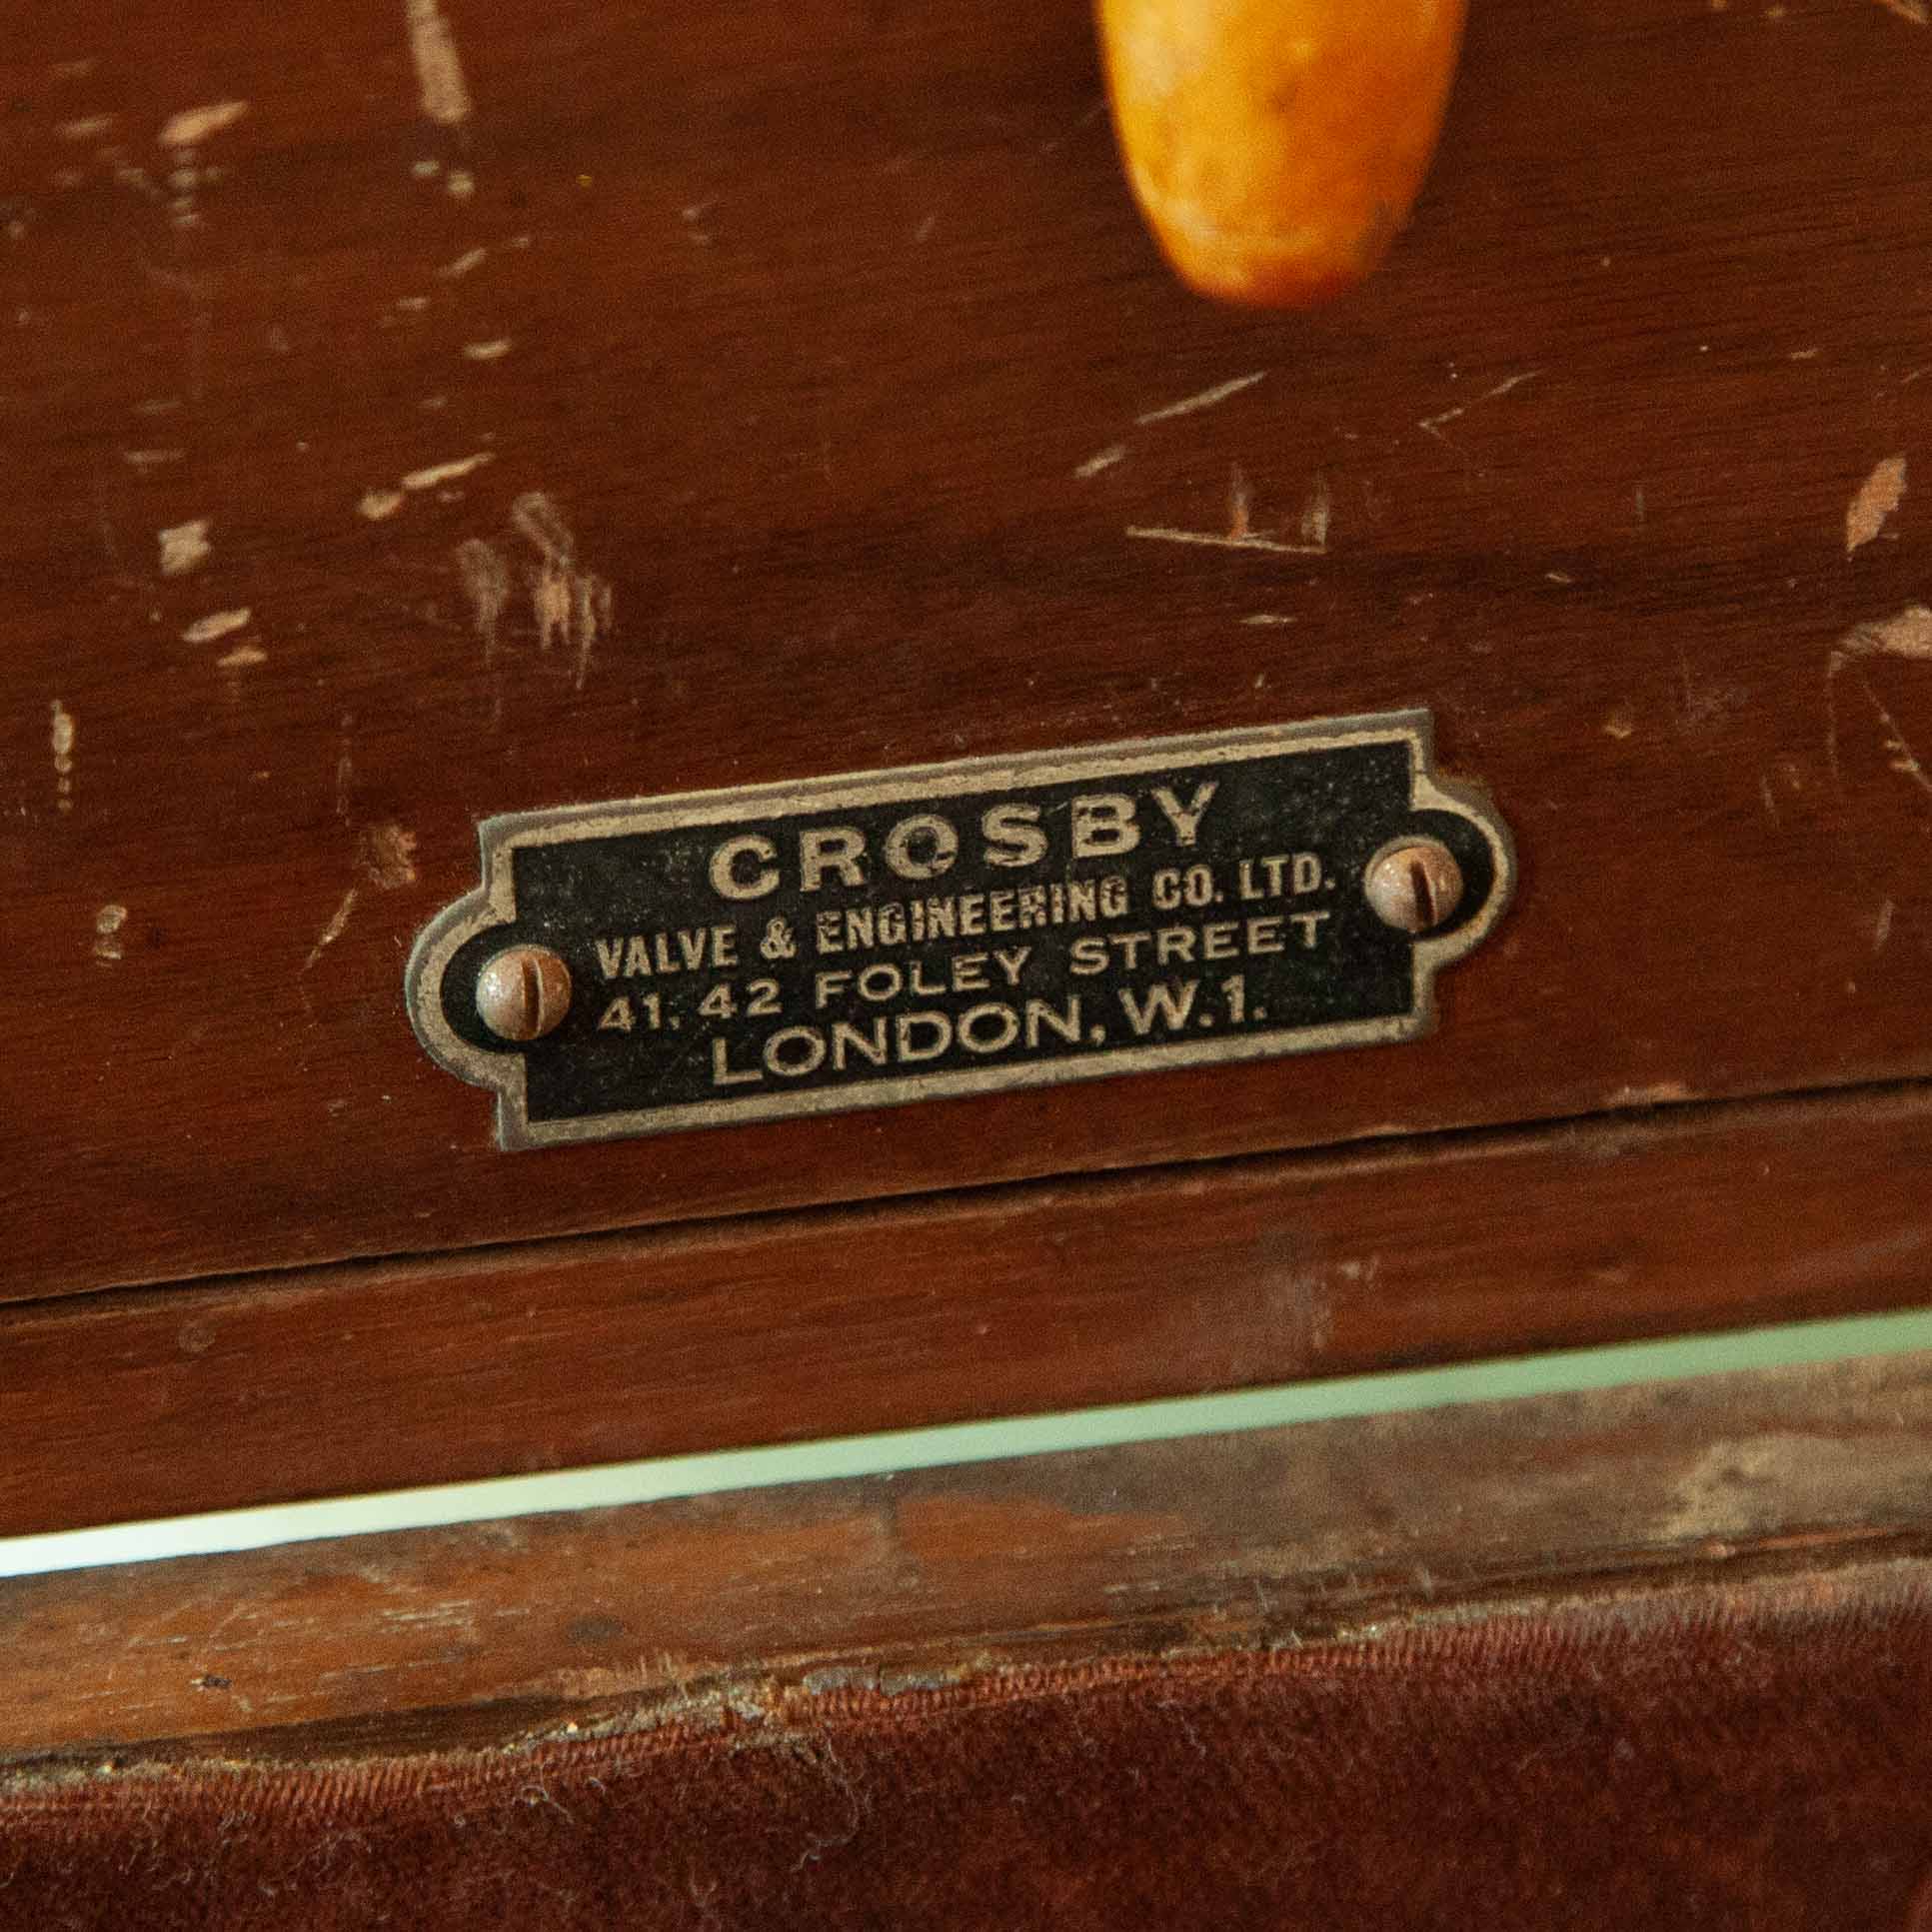 CROSBY
VALVE & ENGINEERING CO. LTD.
41, 42 FOLEY STREET
LONDON, W.1.